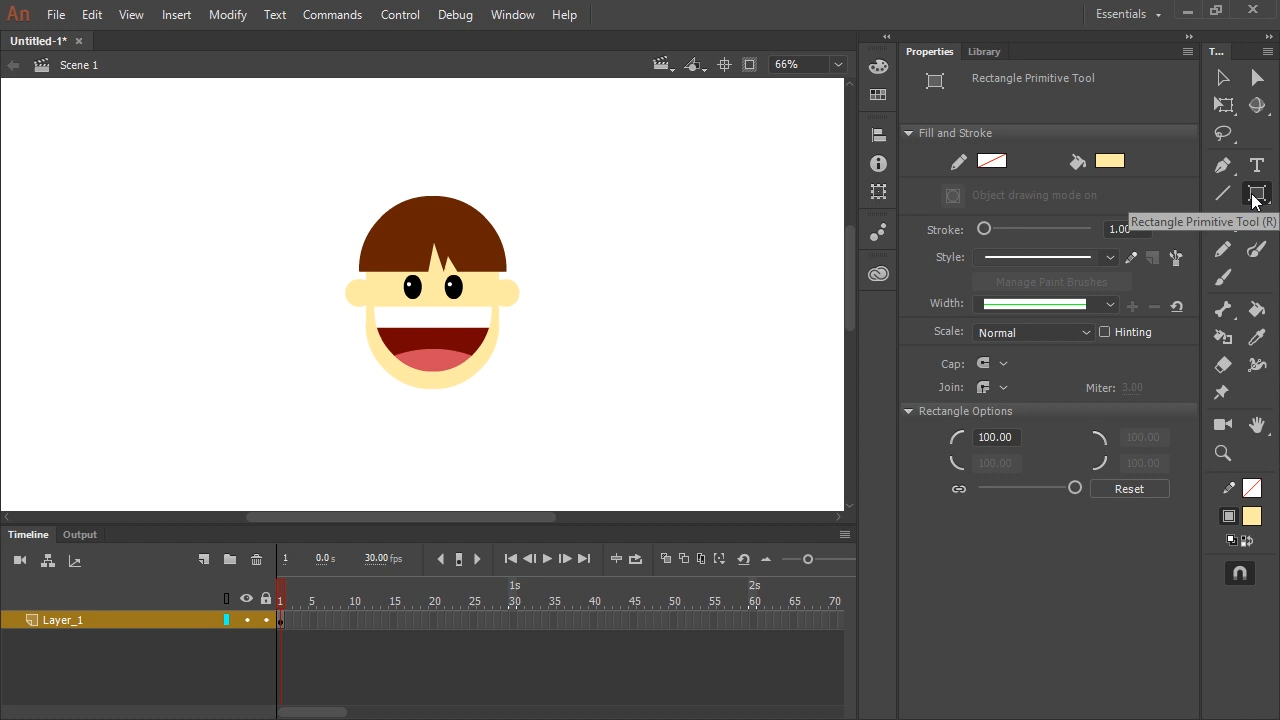 An File Edit View Insert Modify Text Commands Control Debug Window Help Essentials
Untitled-1* ×
Scene 1 66%
Properties Library T...
Rectangle Primitive Tool
Fill and Stroke
Object drawing mode on
Rectangle Primitive Tool (R)
Stroke: 1.00
Style:
Manage Paint Brushes
Width:
Scale: Normal Hinting
Cap:
Join: Miter: 3.00
Rectangle Options
100.00 100.00
100.00 100.00
Reset
Timeline Output
1 0.0 s 30.00 fps
1s 2s
1 5 10 15 20 25 30 35 40 45 50 55 60 65 70
Layer_1